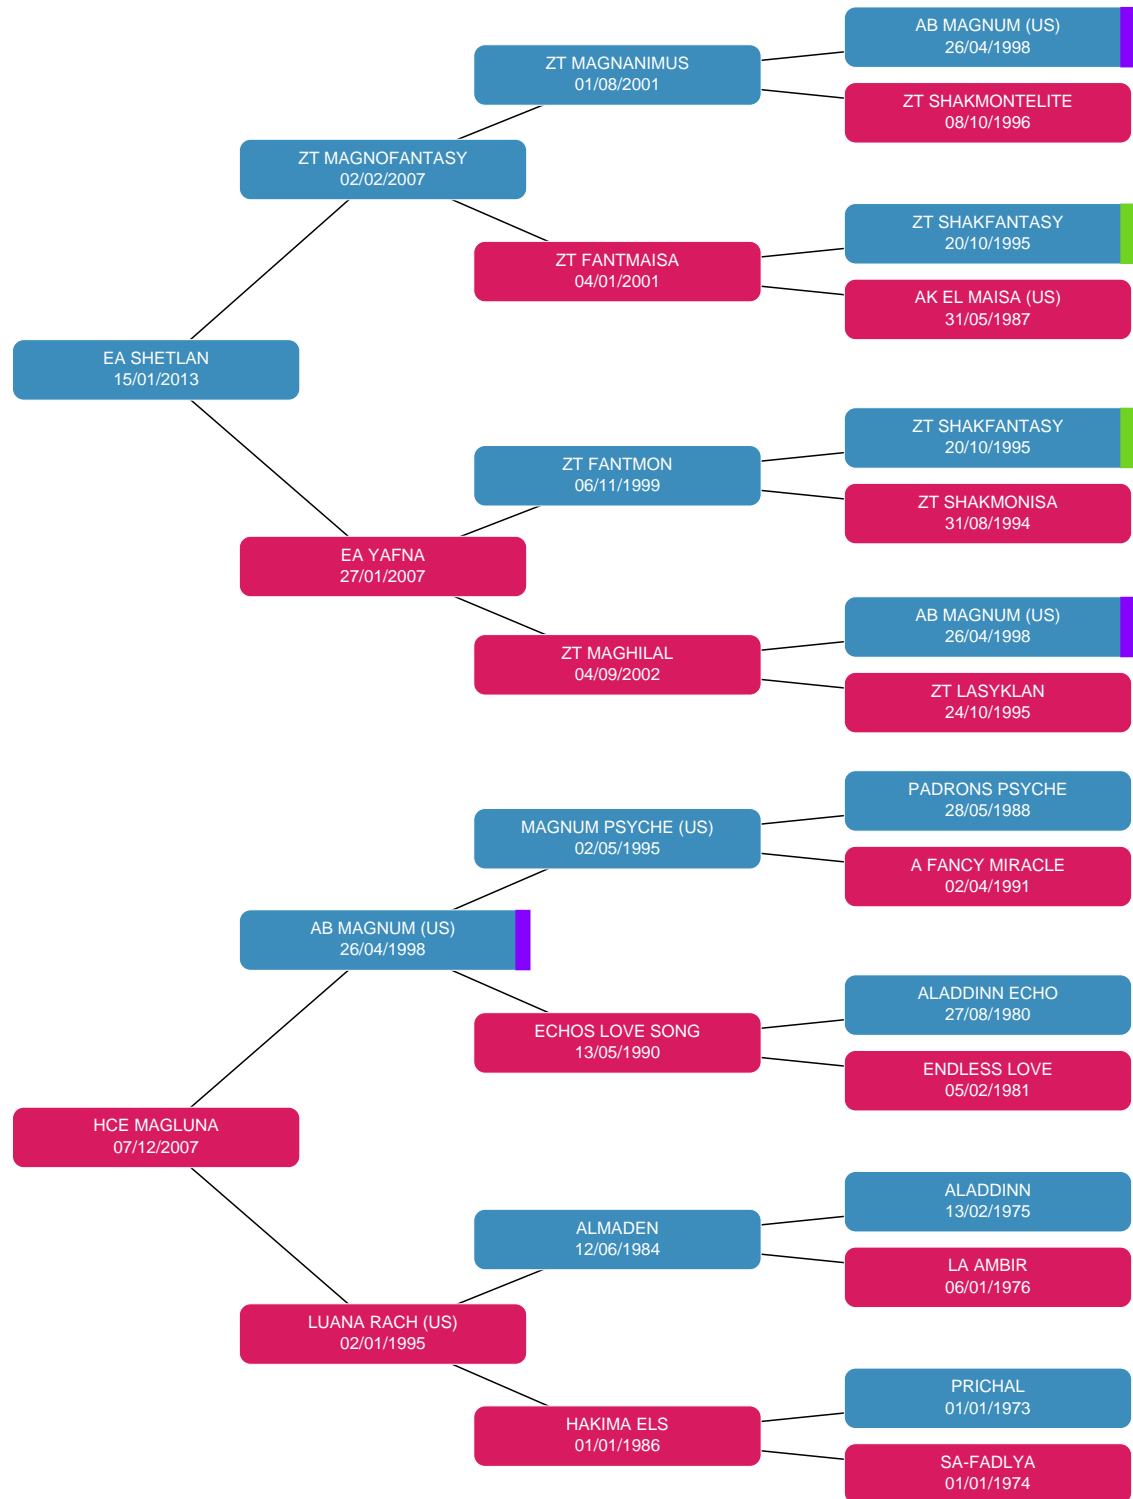 AB MAGNUM (US)
26/04/1998
ZT MAGNANIMUS
01/08/2001
ZT SHAKMONTELITE
08/10/1996
ZT MAGNOFANTASY
02/02/2007
ZT SHAKFANTASY
20/10/1995
ZT FANTMAISA
04/01/2001
AK EL MAISA (US)
31/05/1987
EA SHETLAN
15/01/2013
ZT SHAKFANTASY
20/10/1995
ZT FANTMON
06/11/1999
ZT SHAKMONISA
31/08/1994
EA YAFNA
27/01/2007
AB MAGNUM (US)
26/04/1998
ZT MAGHILAL
04/09/2002
ZT LASYKLAN
24/10/1995
PADRONS PSYCHE
28/05/1988
MAGNUM PSYCHE (US)
02/05/1995
A FANCY MIRACLE
02/04/1991
AB MAGNUM (US)
26/04/1998
ALADDINN ECHO
27/08/1980
ECHOS LOVE SONG
13/05/1990
ENDLESS LOVE
05/02/1981
HCE MAGLUNA
07/12/2007
ALADDINN
13/02/1975
ALMADEN
12/06/1984
LA AMBIR
06/01/1976
LUANA RACH (US)
02/01/1995
PRICHAL
01/01/1973
HAKIMA ELS
01/01/1986
SA-FADLYA
01/01/1974